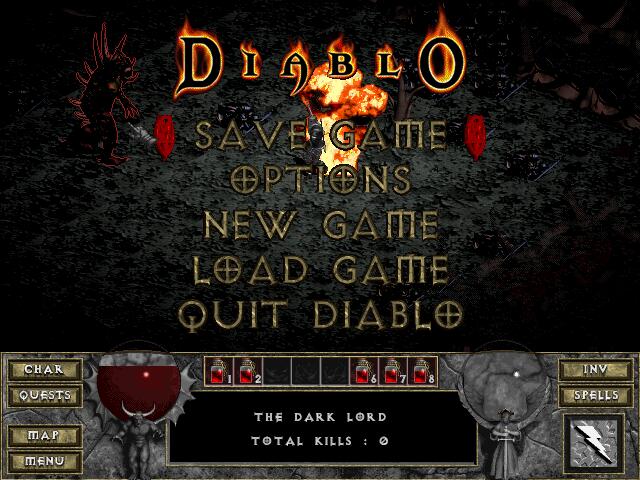 DIABLO
SAVE GAME
OPTIONS
NEW GAME
LOAD GAME
QUIT DIABLO
CHAR
QUESTS
MAP
MENU
1 2 6 7 8
THE DARK LORD
TOTAL KILLS : 0
INV
SPELLS